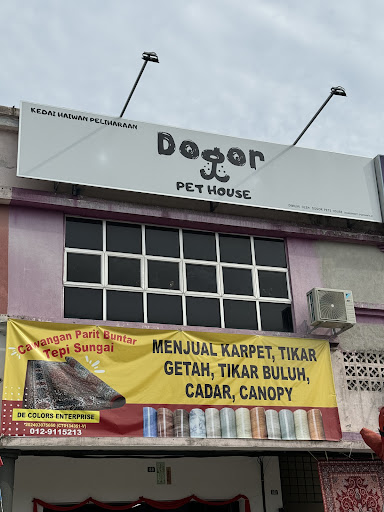 KEDAI HAIWAN PELIHARAAN
Dogor
PET HOUSE
Cawangan Parit Buntar
Tepi Sungai
MENJUAL KARPET, TIKAR
GETAH, TIKAR BULUH,
CADAR, CANOPY
DE COLORS ENTERPRISE
012-9115213